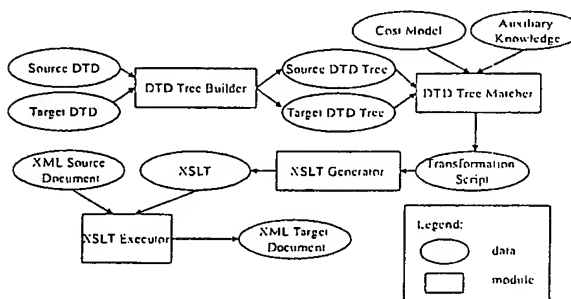 Cost Model
Auxiliary
Knowledge
Source DTD
Source DTD Tree
DTD Tree Builder
DTD Tree Matcher
Target DTD
Target DTD Tree
XML Source
Document
XSLT
XSLT Generator
Transformation
Script
XSLT Executor
XML Target
Document
Legend:
data
module